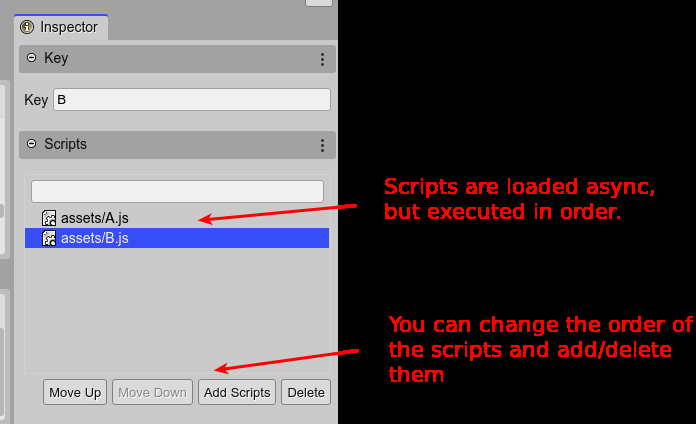 Inspector
Key
Key B
Scripts
assets/A.js
assets/B.js
Scripts are loaded async,
but executed in order.
You can change the order of
the scripts and add/delete
them
Move Up Move Down Add Scripts Delete